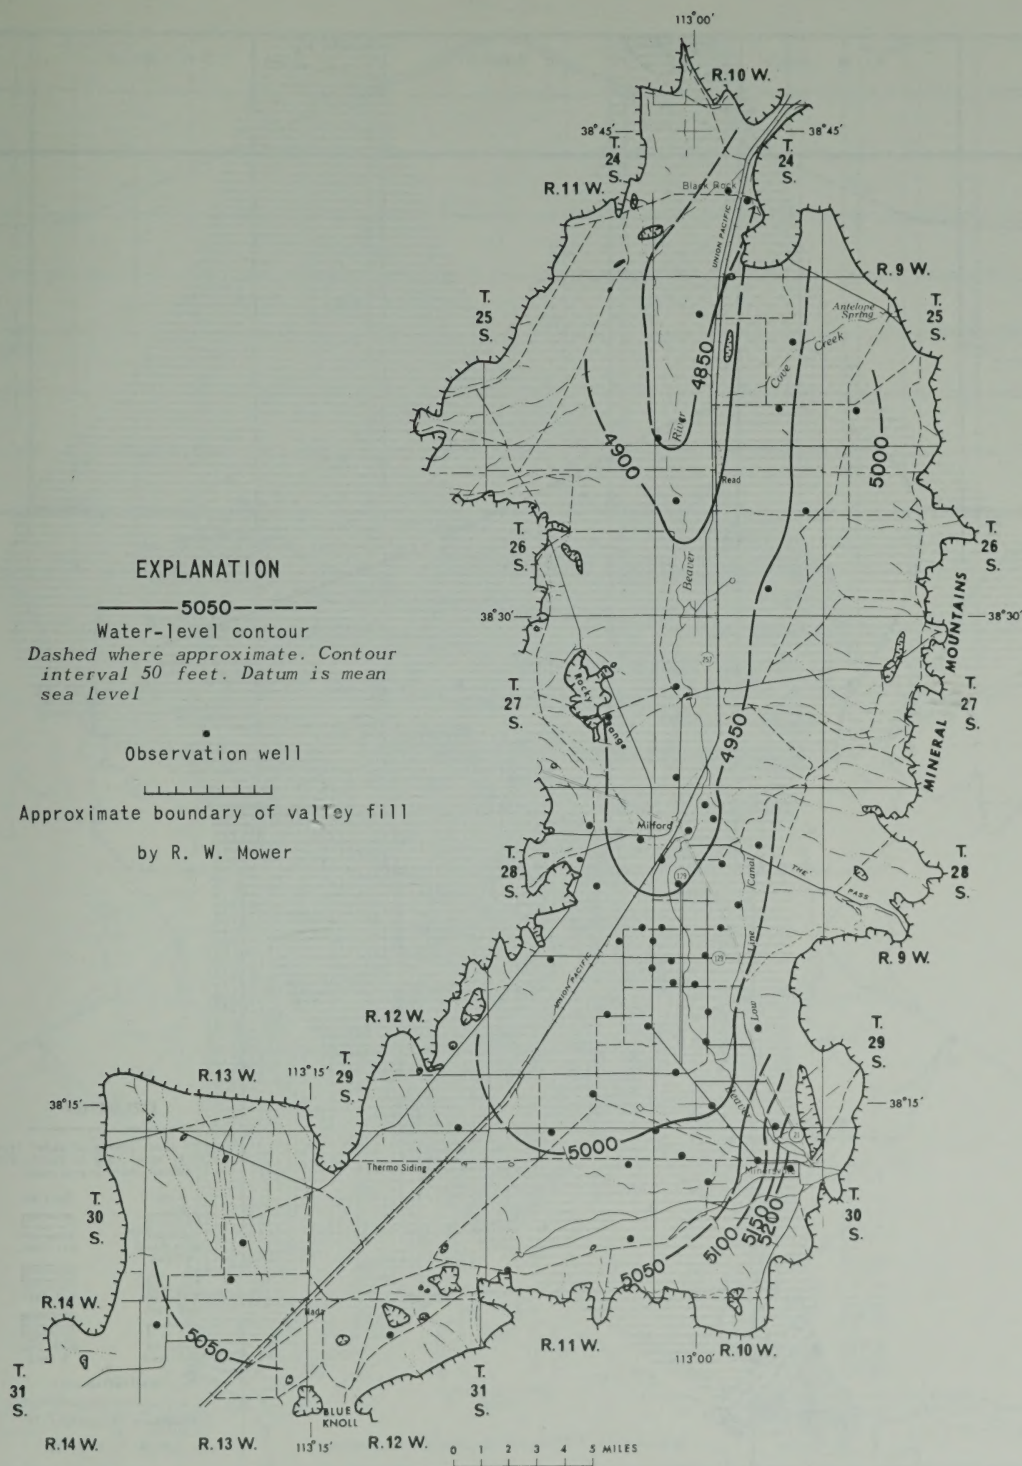 113°00'
R.10 W.
38°45'
38°45'
T.
24
S.
T.
24
S.
R.11 W.
Black Rock
UNION PACIFIC
R.9 W.
T.
25
S.
T.
25
S.
Antelope
Spring
Cove Creek
4850
4900
River
5000
Read
T.
26
S.
T.
26
S.
Beaver
EXPLANATION
5050
Water-level contour
Dashed where approximate. Contour
interval 50 feet. Datum is mean
sea level
Observation well
Approximate boundary of valley fill
by R. W. Mower
38°30'
38°30'
MINERAL MOUNTAINS
257
Rocky
Range
T.
27
S.
T.
27
S.
4950
Milford
T.
28
S.
T.
28
S.
THE PASS
Canal
Line
Low
UNION PACIFIC
R.9 W.
R.12 W.
T.
29
S.
T.
29
S.
R.13 W.
113°15'
38°15'
38°15'
Beaver
21
5000
Thermo Siding
Minersville
T.
30
S.
T.
30
S.
5050
5100
5150
5200
R.14 W.
Nada
5050
R.11 W.
113°00'
R.10 W.
T.
31
S.
T.
31
S.
BLUE
KNOLL
R.14 W.
R.13 W.
113°15'
R.12 W.
0 1 2 3 4 5 MILES